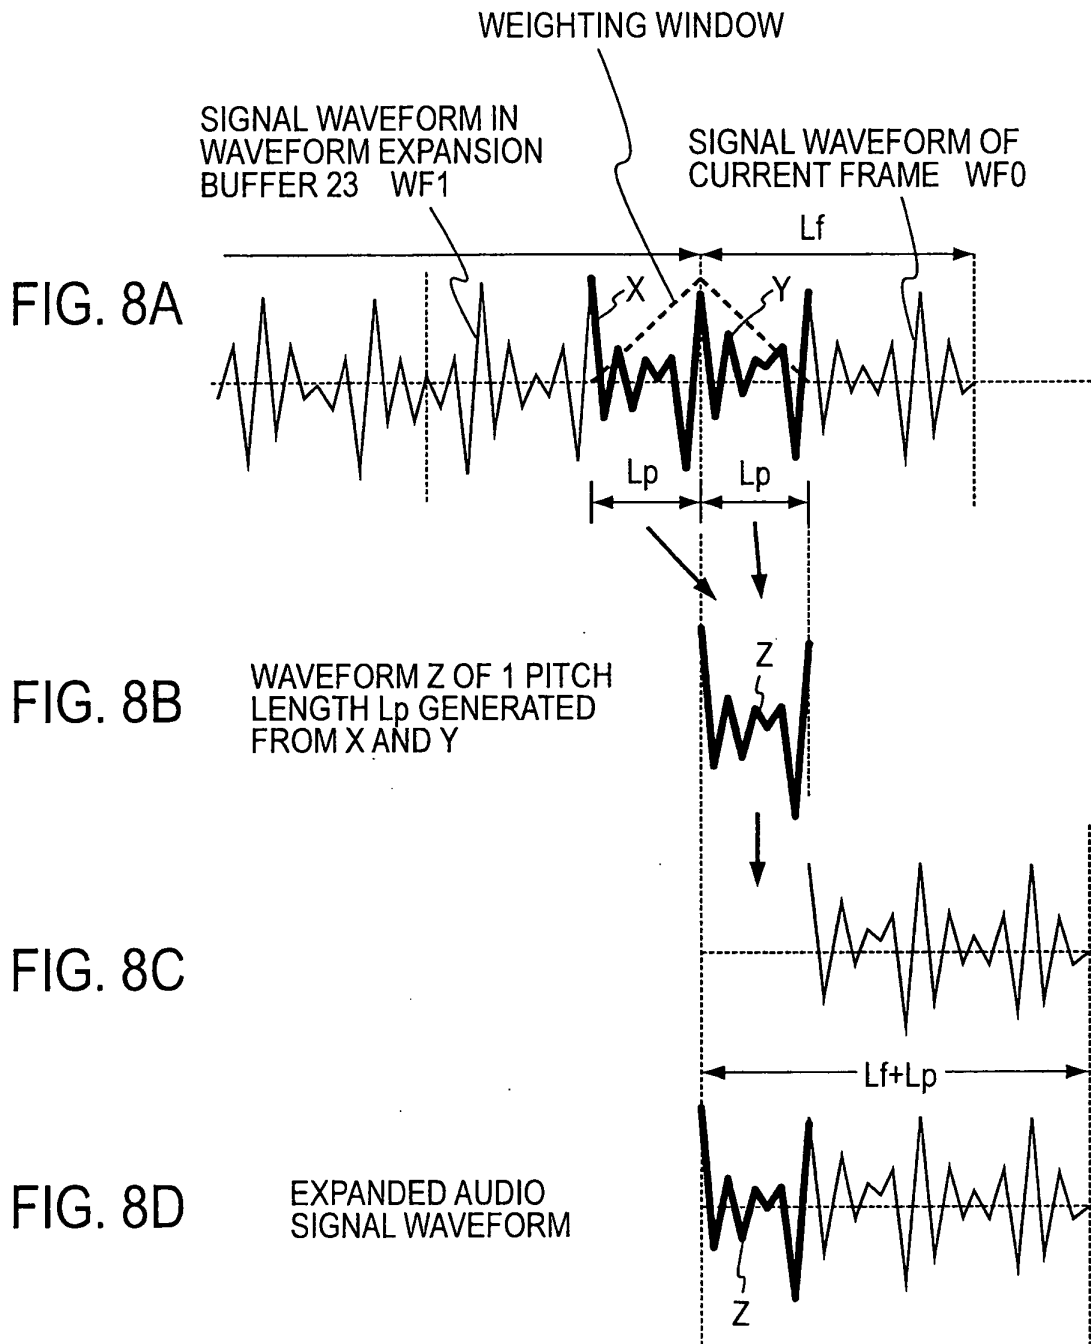 WEIGHTING WINDOW
SIGNAL WAVEFORM IN
WAVEFORM EXPANSION
BUFFER 23 WF1
SIGNAL WAVEFORM OF
CURRENT FRAME WF0
Lf
FIG. 8A
X
Y
Lp
Lp
FIG. 8B
WAVEFORM Z OF 1 PITCH
LENGTH Lp GENERATED
FROM X AND Y
Z
FIG. 8C
Lf+Lp
FIG. 8D
EXPANDED AUDIO
SIGNAL WAVEFORM
Z